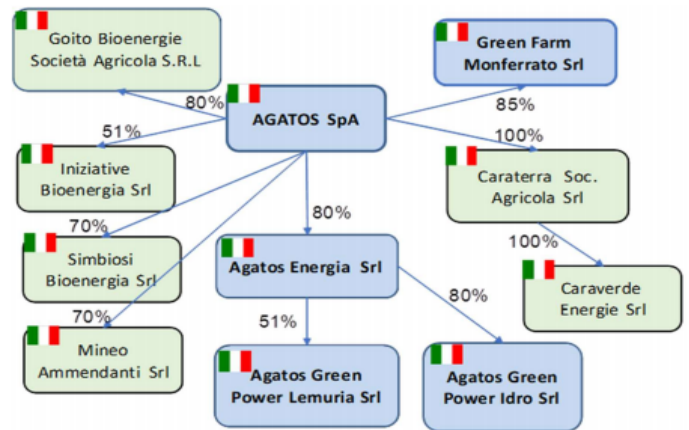 Goito Bioenergie
Società Agricola S.R.L
Green Farm
Monferrato Srl
80%
AGATOS SpA
85%
51%
100%
Iniziative
Bioenergia Srl
Caraterra Soc.
Agricola Srl
70%
80%
Simbiosi
Bioenergia Srl
Agatos Energia Srl
100%
Caraverde
Energie Srl
70%
51%
80%
Mineo
Ammendanti Srl
Agatos Green
Power Lemuria Srl
Agatos Green
Power Idro Srl